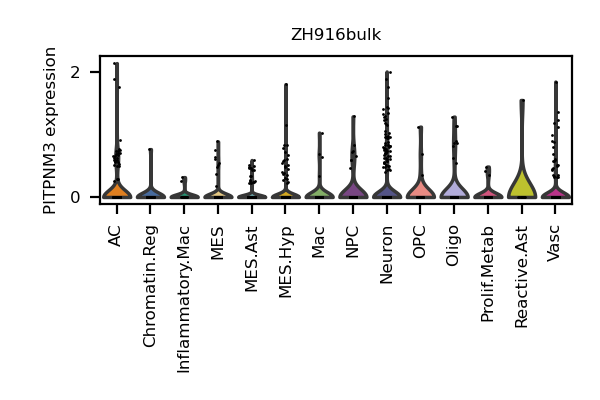 ZH916bulk
PITPNM3 expression
2
0
AC
Chromatin.Reg
Inflammatory.Mac
MES
MES.Ast
MES.Hyp
Mac
NPC
Neuron
OPC
Oligo
Prolif.Metab
Reactive.Ast
Vasc